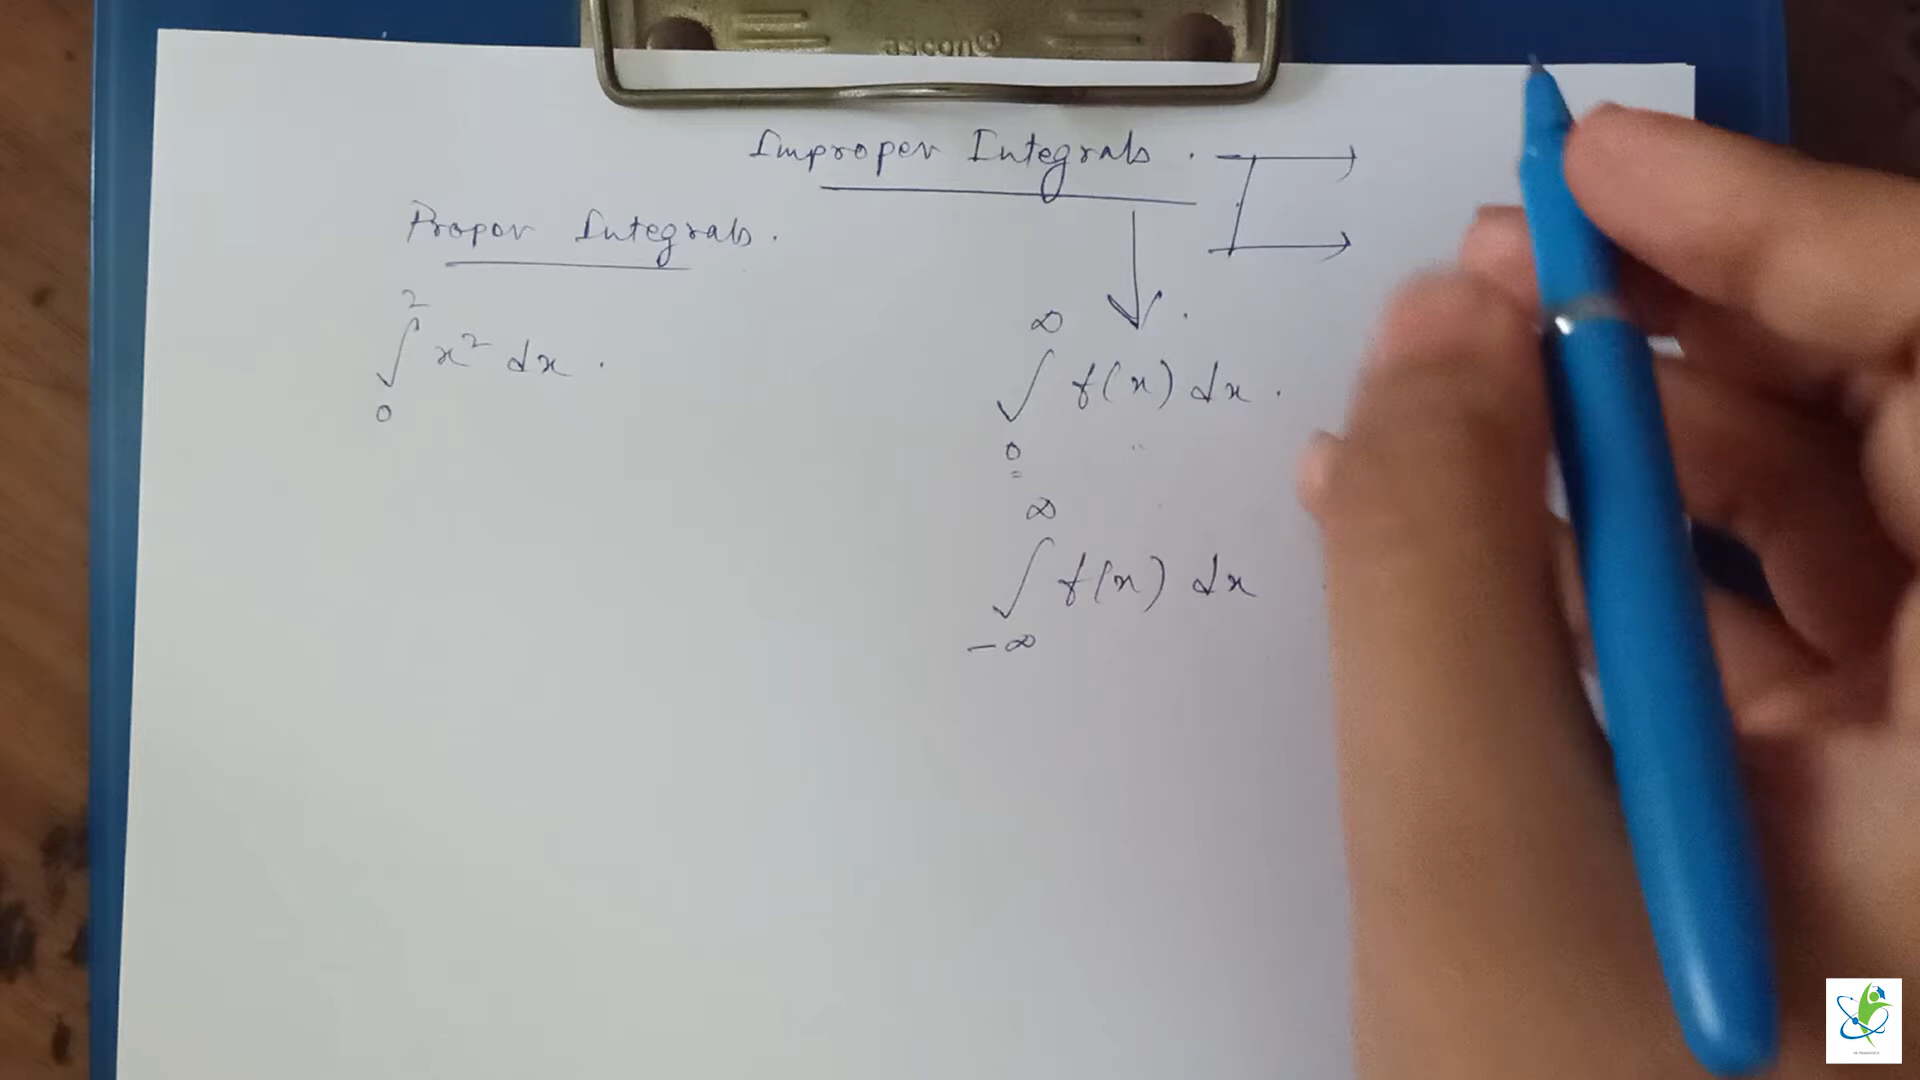 ascon®
Improper Integrals.
Proper Integrals.
2
∫ x² dx.
0
∞
∫ f(x) dx.
0
∞
∫ f(x) dx
-∞